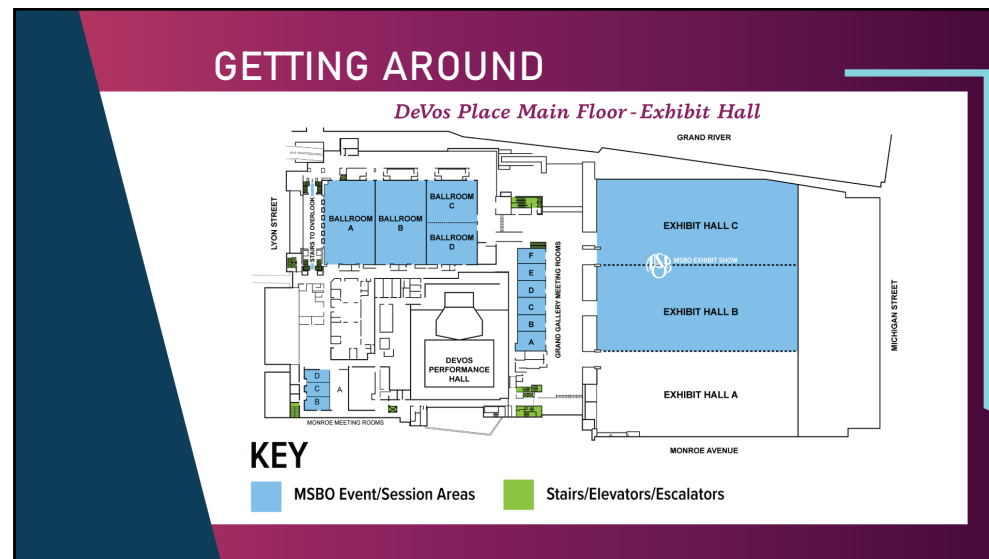 GETTING AROUND
DeVos Place Main Floor - Exhibit Hall
GRAND RIVER
LYON STREET
STAIRS TO OVERLOOK
BALLROOM
A
BALLROOM
B
BALLROOM
C
BALLROOM
D
F
E
D
C
B
A
GRAND GALLERY MEETING ROOMS
EXHIBIT HALL C
MSBO MSBO EXHIBIT SHOW
EXHIBIT HALL B
EXHIBIT HALL A
MICHIGAN STREET
DEVOS
PERFORMANCE
HALL
D
C
B
A
MONROE MEETING ROOMS
MONROE AVENUE
KEY
MSBO Event/Session Areas
Stairs/Elevators/Escalators